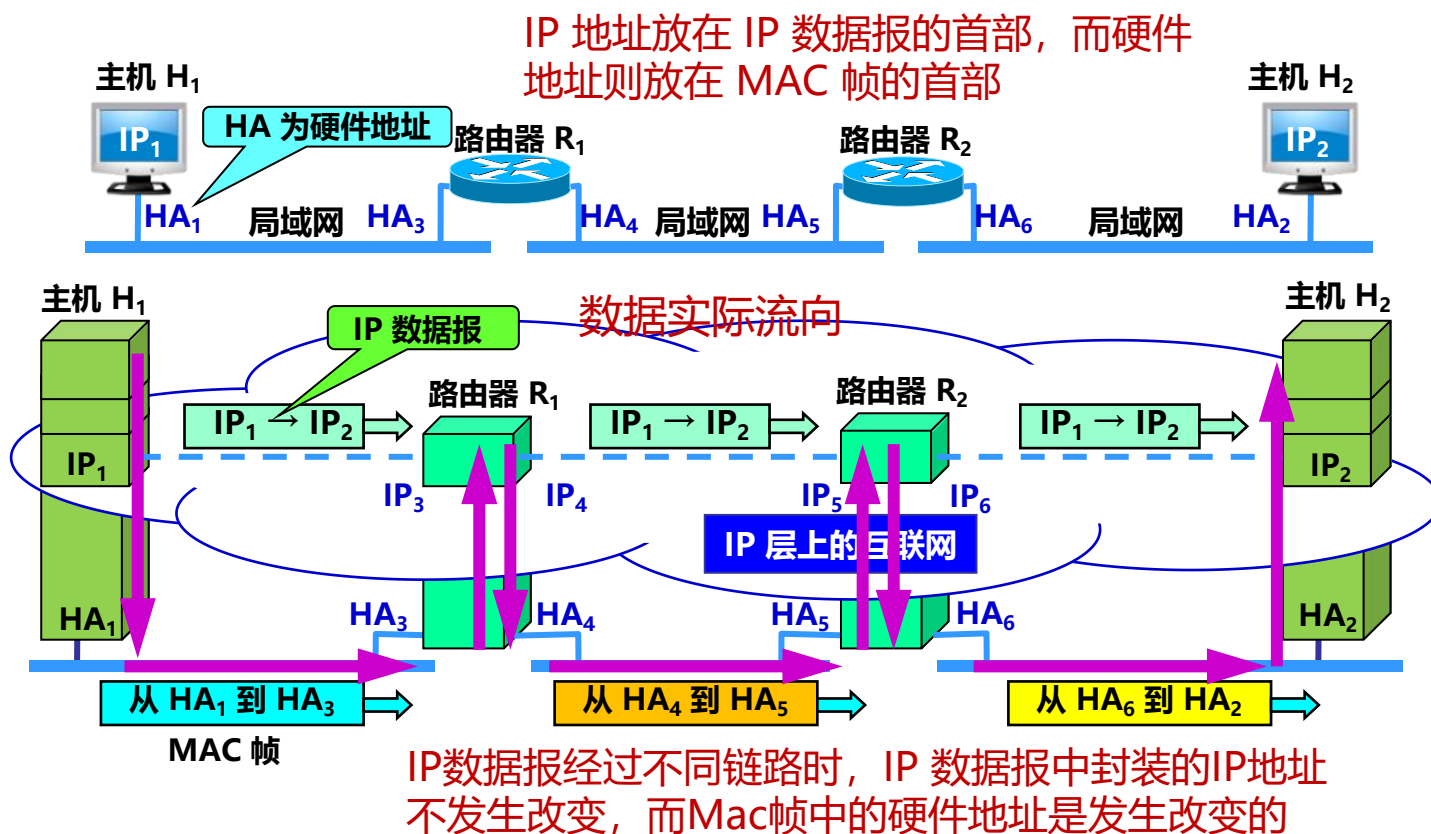 IP 地址放在 IP 数据报的首部，而硬件
地址则放在 MAC 帧的首部
主机 H₁
主机 H₂
IP₁
HA 为硬件地址
路由器 R₁
路由器 R₂
IP₂
HA₁
局域网
HA₃
HA₄
局域网
HA₅
HA₆
局域网
HA₂
主机 H₁
数据实际流向
主机 H₂
IP 数据报
路由器 R₁
路由器 R₂
IP₁ → IP₂
IP₁ → IP₂
IP₁ → IP₂
IP₁
IP₂
IP₃
IP₄
IP₅
IP₆
IP 层上的互联网
HA₁
HA₃
HA₄
HA₅
HA₆
HA₂
从 HA₁ 到 HA₃
从 HA₄ 到 HA₅
从 HA₆ 到 HA₂
MAC 帧
IP数据报经过不同链路时，IP 数据报中封装的IP地址
不发生改变，而Mac帧中的硬件地址是发生改变的